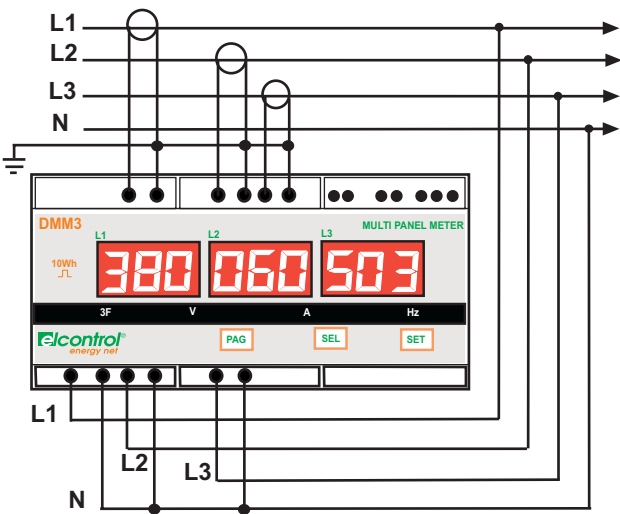 L1
L2
L3
N
DMM3
MULTI PANEL METER
L1
L2
L3
10Wh
380
060
503
3F V A Hz
elcontrol®
energy net
PAG
SEL
SET
L1
L2
L3
N